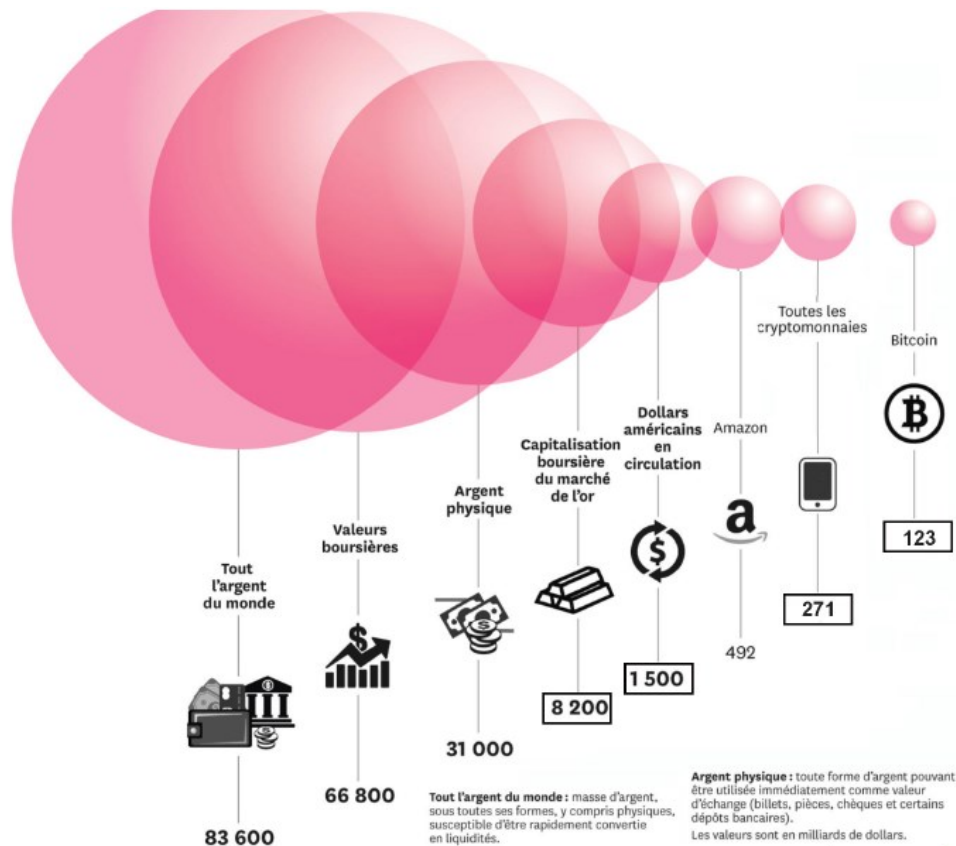 Tout
l'argent
du monde
83 600
Valeurs
boursières
66 800
Argent
physique
31 000
Capitalisation
boursière
du marché
de l'or
8 200
Dollars
américains
en
circulation
1 500
Amazon
a
492
Toutes les
cryptomonnaies
271
Bitcoin
123
Tout l'argent du monde : masse d'argent,
sous toutes ses formes, y compris physiques,
susceptible d'être rapidement convertie
en liquidités.
Argent physique : toute forme d'argent pouvant
être utilisée immédiatement comme valeur
d'échange (billets, pièces, chèques et certains
dépôts bancaires).
Les valeurs sont en milliards de dollars.